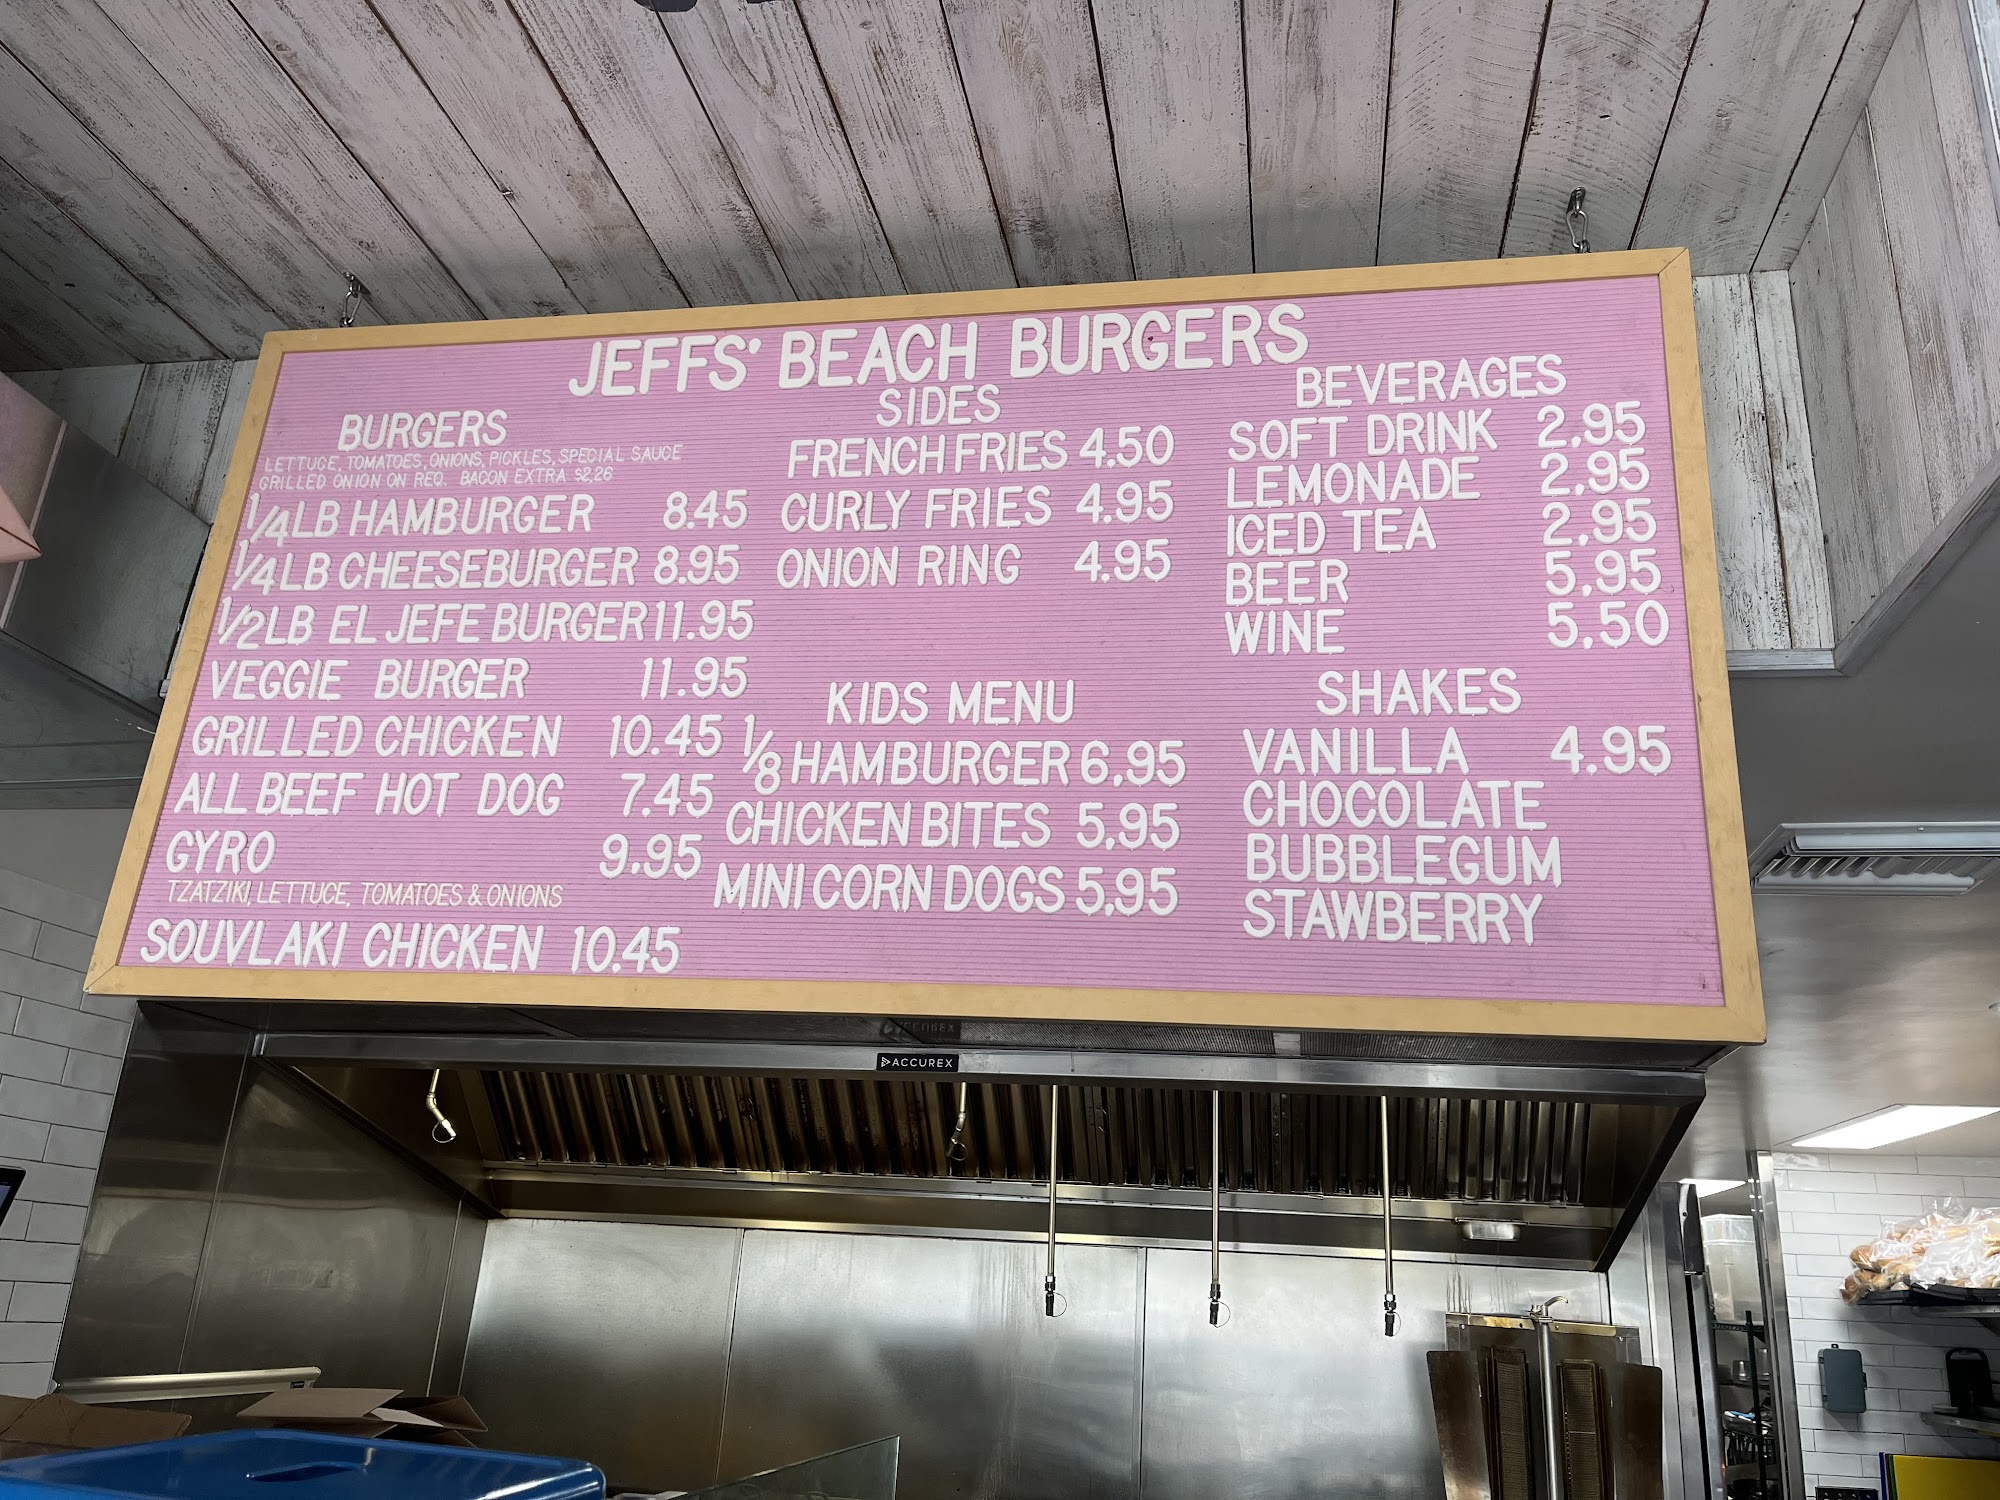 JEFFS' BEACH BURGERS
BURGERS
LETTUCE, TOMATOES, ONIONS, PICKLES, SPECIAL SAUCE
GRILLED ONION ON REQ. BACON EXTRA $2.26
1/4LB HAMBURGER 8.45
1/4LB CHEESEBURGER 8.95
1/2LB EL JEFE BURGER 11.95
VEGGIE BURGER 11.95
GRILLED CHICKEN 10.45
ALL BEEF HOT DOG 7.45
GYRO 9.95
TZATZIKI, LETTUCE, TOMATOES & ONIONS
SOUVLAKI CHICKEN 10.45
SIDES
FRENCH FRIES 4.50
CURLY FRIES 4.95
ONION RING 4.95
KIDS MENU
1/8 HAMBURGER 6.95
CHICKEN BITES 5.95
MINI CORN DOGS 5.95
BEVERAGES
SOFT DRINK 2.95
LEMONADE 2.95
ICED TEA 2.95
BEER 5.95
WINE 5.50
SHAKES
VANILLA 4.95
CHOCOLATE
BUBBLEGUM
STAWBERRY
ACCUREX